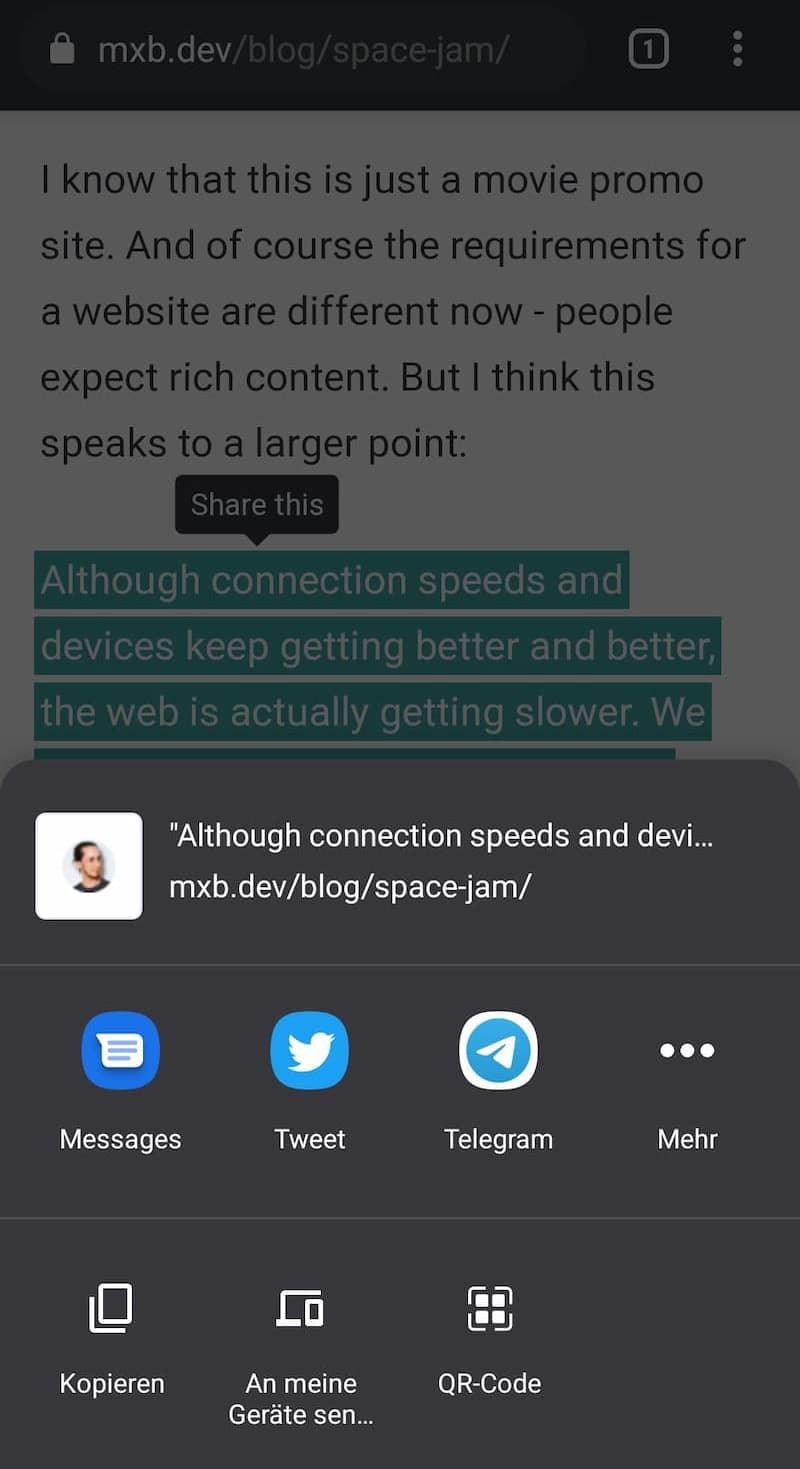 mxb.dev/blog/space-jam/
1
I know that this is just a movie promo
site. And of course the requirements for
a website are different now - people
expect rich content. But I think this
speaks to a larger point:
Share this
Although connection speeds and
devices keep getting better and better,
the web is actually getting slower. We
"Although connection speeds and devi...
mxb.dev/blog/space-jam/
Messages
Tweet
Telegram
Mehr
Kopieren
An meine
Geräte sen...
QR-Code